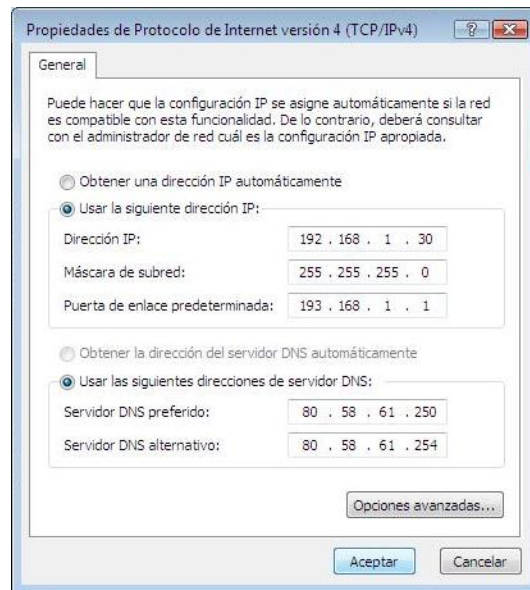 Propiedades de Protocolo de Internet versión 4 (TCP/IPv4)
General
Puede hacer que la configuración IP se asigne automáticamente si la red
es compatible con esta funcionalidad. De lo contrario, deberá consultar
con el administrador de red cuál es la configuración IP apropiada.
Obtener una dirección IP automáticamente
Usar la siguiente dirección IP:
Dirección IP: 192 . 168 . 1 . 30
Máscara de subred: 255 . 255 . 255 . 0
Puerta de enlace predeterminada: 193 . 168 . 1 . 1
Obtener la dirección del servidor DNS automáticamente
Usar las siguientes direcciones de servidor DNS:
Servidor DNS preferido: 80 . 58 . 61 . 250
Servidor DNS alternativo: 80 . 58 . 61 . 254
Opciones avanzadas...
Aceptar Cancelar